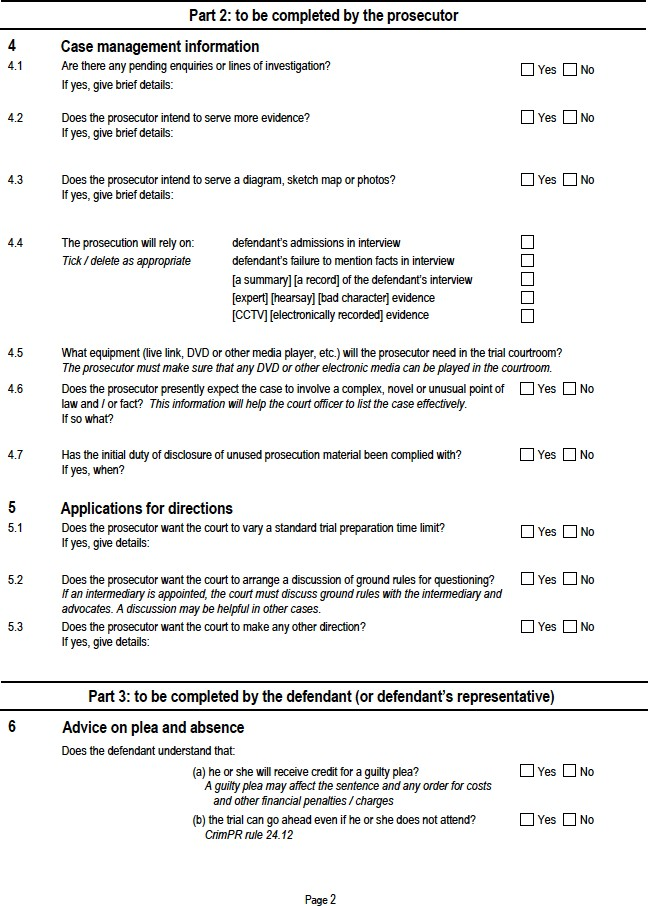 Part 2: to be completed by the prosecutor
4 Case management information
4.1 Are there any pending enquiries or lines of investigation? Yes No
If yes, give brief details:
4.2 Does the prosecutor intend to serve more evidence? Yes No
If yes, give brief details:
4.3 Does the prosecutor intend to serve a diagram, sketch map or photos? Yes No
If yes, give brief details:
4.4 The prosecution will rely on: defendant's admissions in interview
Tick / delete as appropriate defendant's failure to mention facts in interview
[a summary] [a record] of the defendant's interview
[expert] [hearsay] [bad character] evidence
[CCTV] [electronically recorded] evidence
4.5 What equipment (live link, DVD or other media player, etc.) will the prosecutor need in the trial courtroom?
The prosecutor must make sure that any DVD or other electronic media can be played in the courtroom.
4.6 Does the prosecutor presently expect the case to involve a complex, novel or unusual point of Yes No
law and / or fact? This information will help the court officer to list the case effectively.
If so what?
4.7 Has the initial duty of disclosure of unused prosecution material been complied with? Yes No
If yes, when?
5 Applications for directions
5.1 Does the prosecutor want the court to vary a standard trial preparation time limit? Yes No
If yes, give details:
5.2 Does the prosecutor want the court to arrange a discussion of ground rules for questioning? Yes No
If an intermediary is appointed, the court must discuss ground rules with the intermediary and
advocates. A discussion may be helpful in other cases.
5.3 Does the prosecutor want the court to make any other direction? Yes No
If yes, give details:
Part 3: to be completed by the defendant (or defendant's representative)
6 Advice on plea and absence
Does the defendant understand that:
(a) he or she will receive credit for a guilty plea? Yes No
A guilty plea may affect the sentence and any order for costs
and other financial penalties / charges
(b) the trial can go ahead even if he or she does not attend? Yes No
CrimPR rule 24.12
Page 2